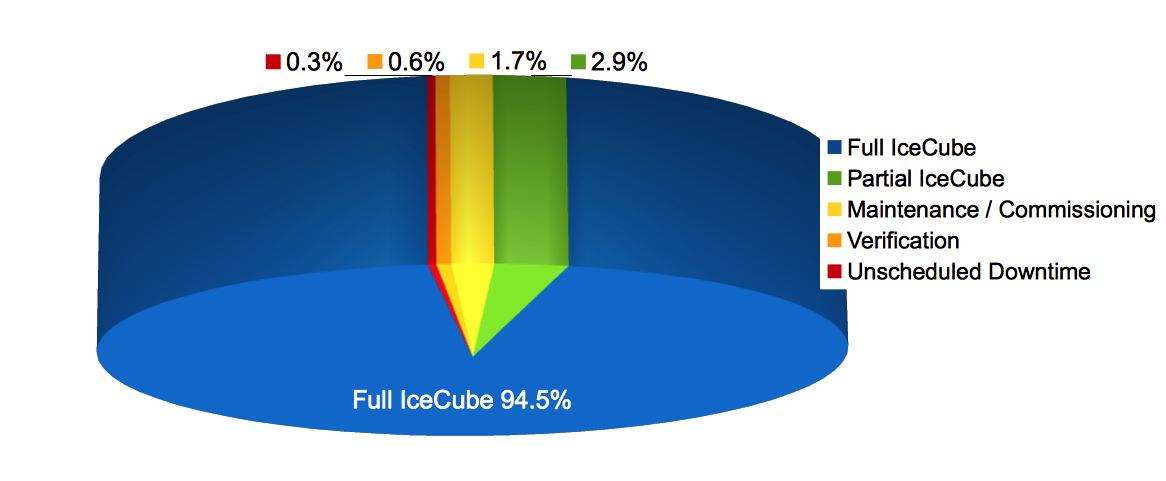 0.3% 0.6% 1.7% 2.9%
Full IceCube
Partial IceCube
Maintenance / Commissioning
Verification
Unscheduled Downtime
Full IceCube 94.5%